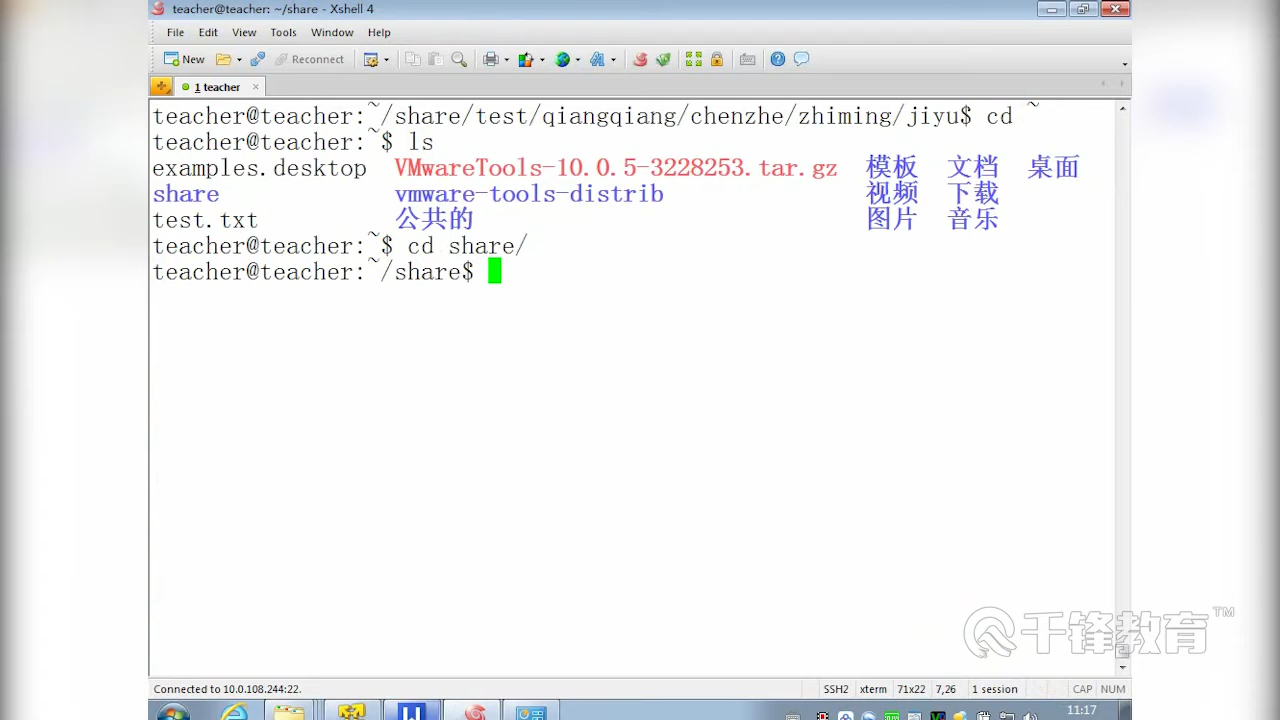 teacher@teacher: ~/share - Xshell 4
File Edit View Tools Window Help
New Reconnect
1 teacher
teacher@teacher:~/share/test/qiangqiang/chenzhe/zhiming/jiyu$ cd ~
teacher@teacher:~$ ls
examples.desktop VMwareTools-10.0.5-3228253.tar.gz 模板 文档 桌面
share vmware-tools-distrib 视频 下载
test.txt 公共的 图片 音乐
teacher@teacher:~$ cd share/
teacher@teacher:~/share$
千锋教育™
Connected to 10.0.108.244:22. SSH2 xterm 71x22 7,26 1 session CAP NUM
11:17